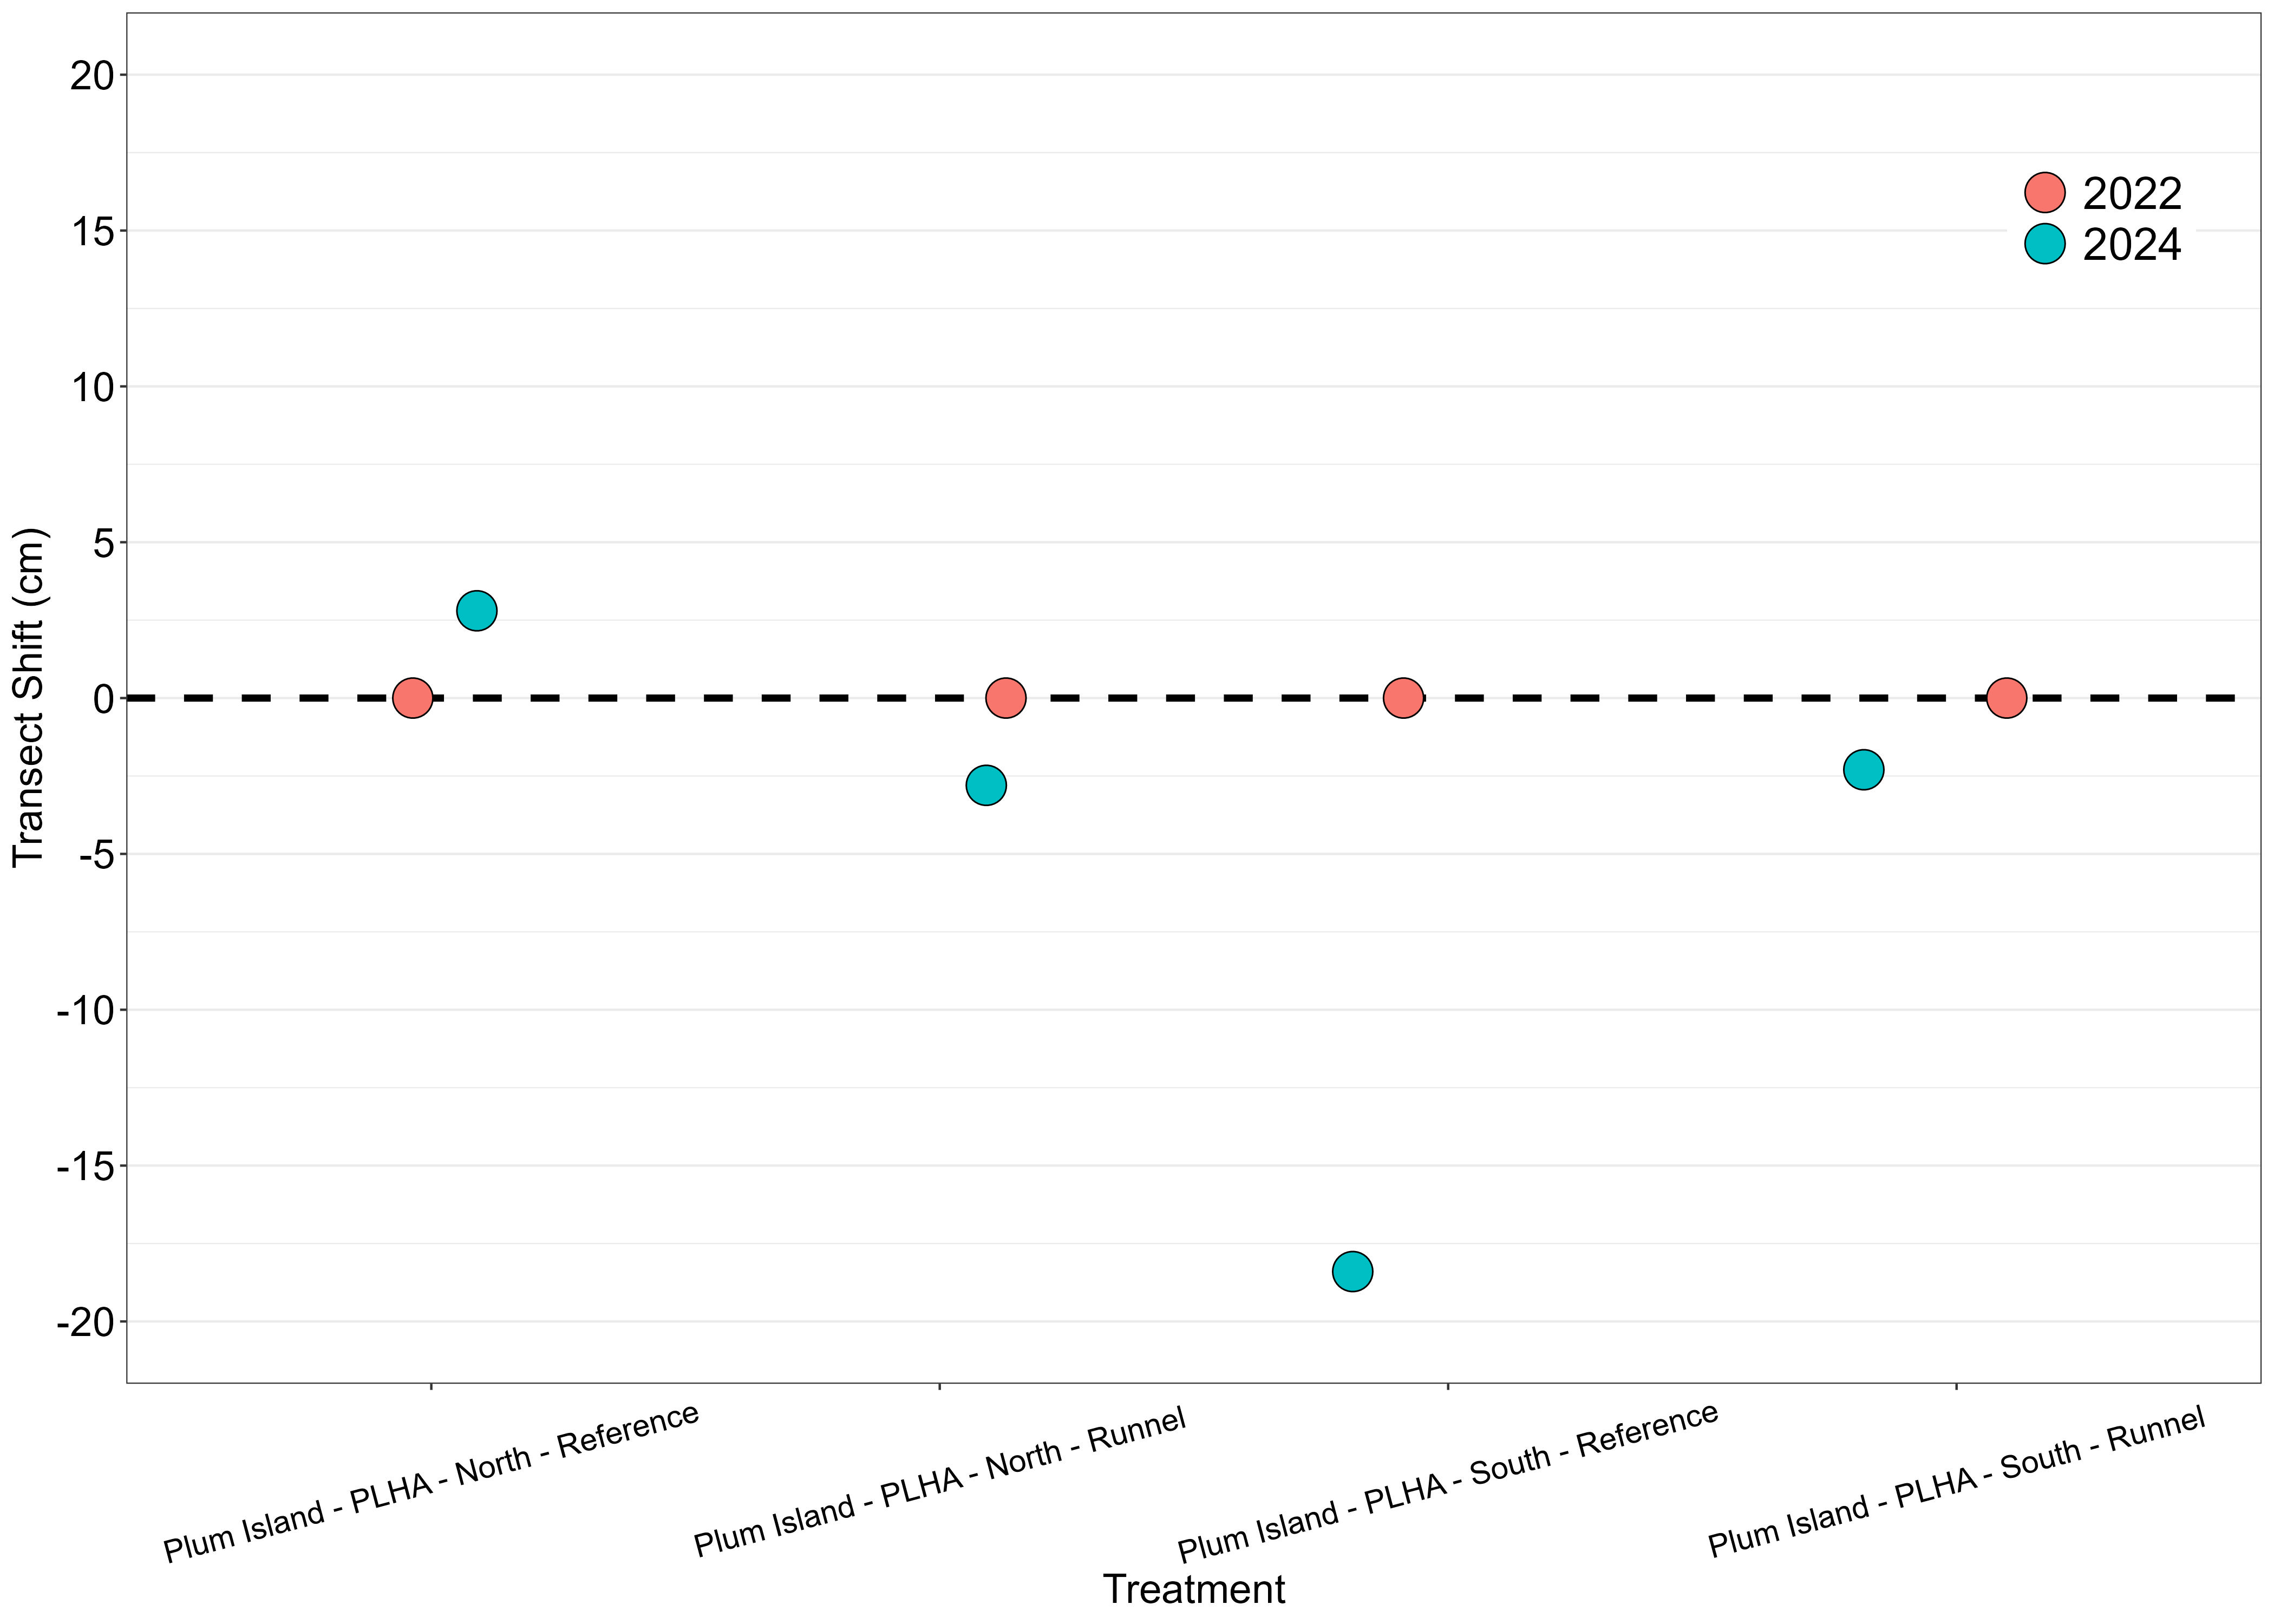 20
15
10
5
0
-5
-10
-15
-20
Transect Shift (cm)
2022
2024
Plum Island - PLHA - North - Reference
Plum Island - PLHA - North - Runnel
Plum Island - PLHA - South - Reference
Plum Island - PLHA - South - Runnel
Treatment